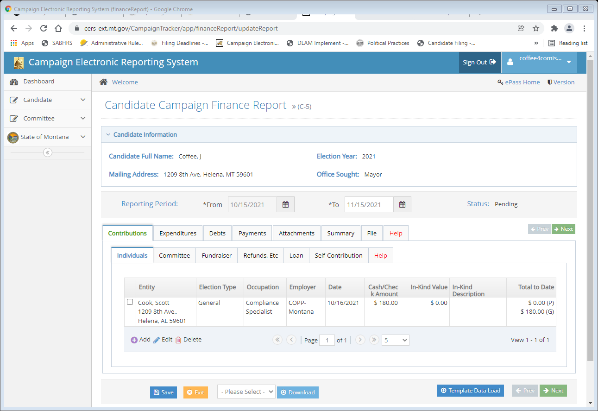 Campaign Electronic Reporting System (FinanceReport) - Google Chrome
cers-ext.mt.gov/CampaignTracker/app/financeReport/updateReport
Apps SABHRS Administrative Rule... Filing Deadlines -... Campaign Electron... DLAM Implement -... Political Practices Candidate Filing -... » Reading list
Campaign Electronic Reporting System Sign Out
Dashboard Welcome ePass Home Version
Candidate
Committee
State of Montana
Candidate Campaign Finance Report » (C-5)
Candidate Information
Candidate Full Name: Coffee, J Election Year: 2021
Mailing Address: 1209 8th Ave, Helena, MT 59601 Office Sought: Mayor
Reporting Period: *From 10/15/2021 *To 11/15/2021 Status: Pending
Contributions Expenditures Debts Payments Attachments Summary File Help Prev Next
Individuals Committee Fundraiser Refunds, Etc Loan Self-Contribution Help
Entity Election Type Occupation Employer Date Cash/Chec k Amount In-Kind Value In-Kind Description Total to Date
Cook, Scott General Compliance COPP- 10/16/2021 $ 180.00 $ 0.00 $ 0.00 (P)
1209 8th Ave., Specialist Montana $ 180.00 (G)
Helena, AL 59601
Add Edit Delete Page 1 of 1 5 View 1 - 1 of 1
Save Exit - Please Select - Download Template Data Load Prev Next